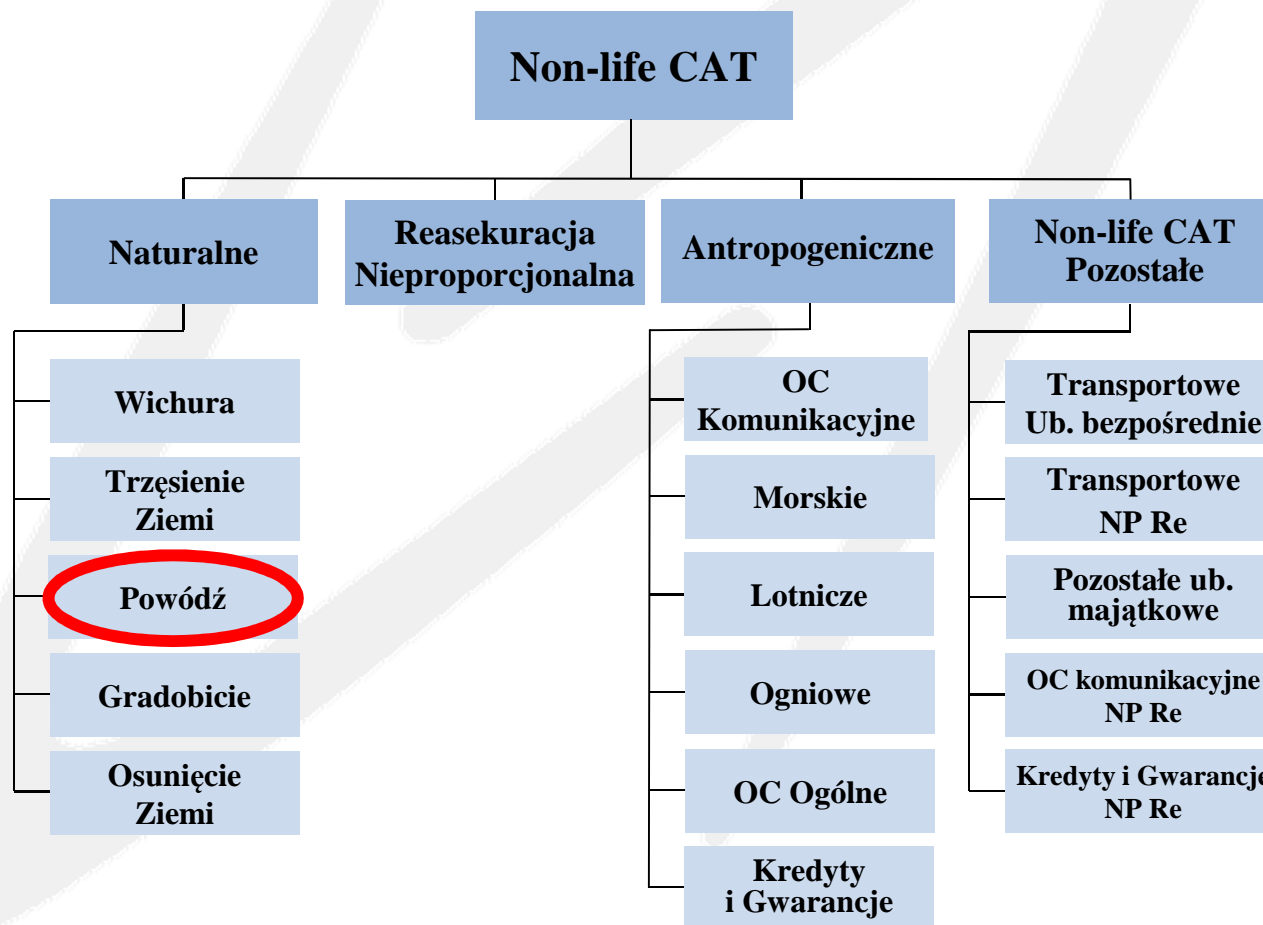 Non-life CAT
Naturalne
Reasekuracja
Nieproporcjonalna
Antropogeniczne
Non-life CAT
Pozostałe
Wichura
Trzęsienie
Ziemi
Powódź
Gradobicie
Osunięcie
Ziemi
OC
Komunikacyjne
Morskie
Lotnicze
Ogniowe
OC Ogólne
Kredyty
i Gwarancje
Transportowe
Ub. bezpośrednie
Transportowe
NP Re
Pozostałe ub.
majątkowe
OC komunikacyjne
NP Re
Kredyty i Gwarancje
NP Re